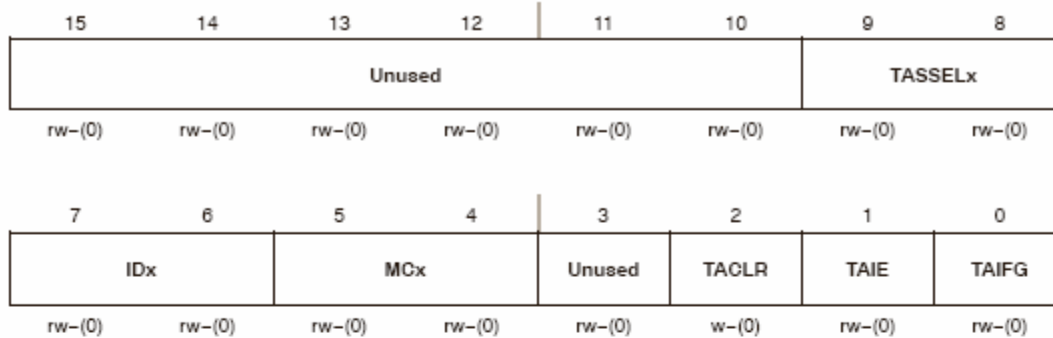 15 14 13 12 11 10 9 8
Unused TASSELx
rw−(0) rw−(0) rw−(0) rw−(0) rw−(0) rw−(0) rw−(0) rw−(0)
7 6 5 4 3 2 1 0
IDx MCx Unused TACLR TAIE TAIFG
rw−(0) rw−(0) rw−(0) rw−(0) rw−(0) w−(0) rw−(0) rw−(0)